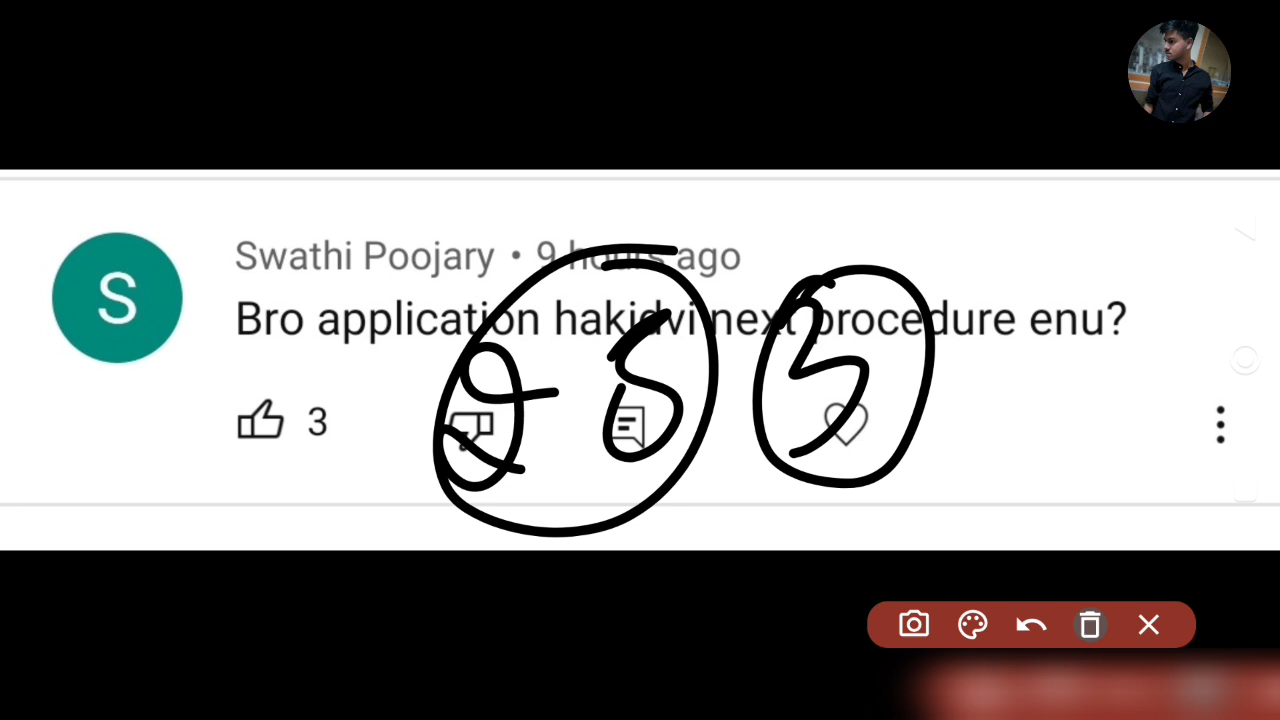 S
Swathi Poojary • 9 hours ago
Bro application hakidvi next procedure enu?
3